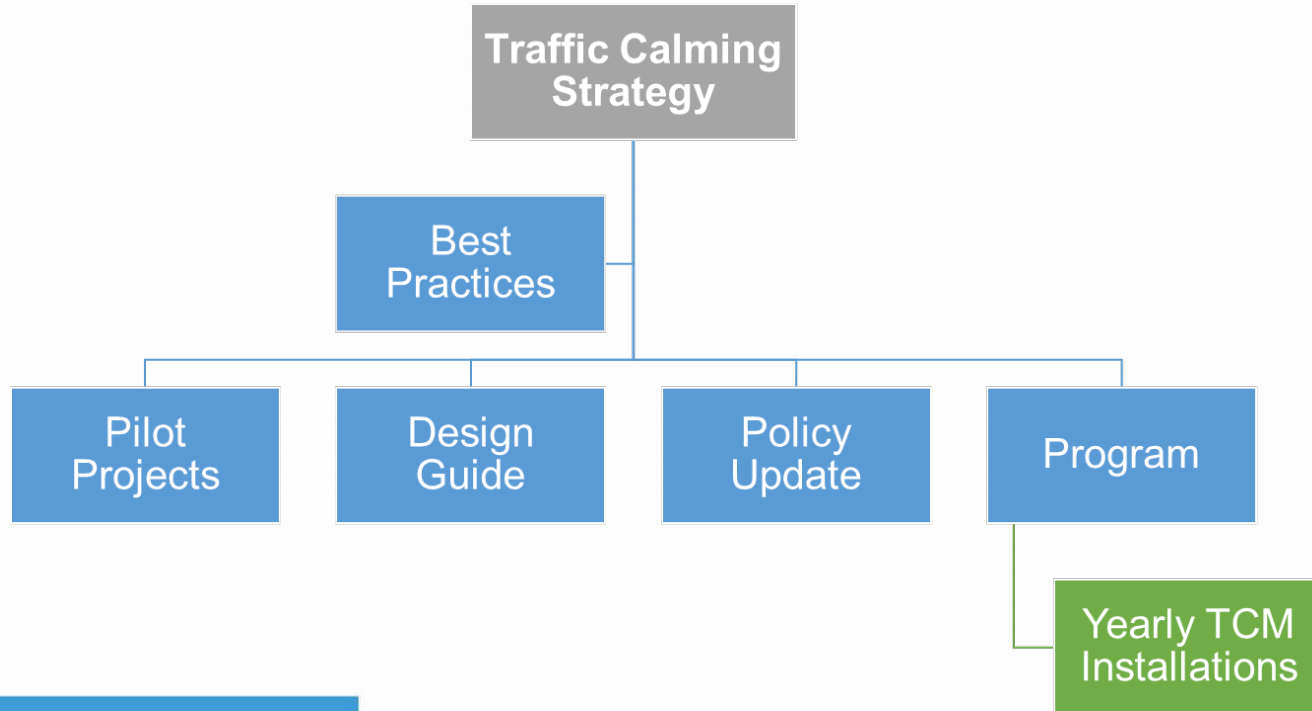 Traffic Calming
Strategy
Best
Practices
Pilot
Projects
Design
Guide
Policy
Update
Program
Yearly TCM
Installations